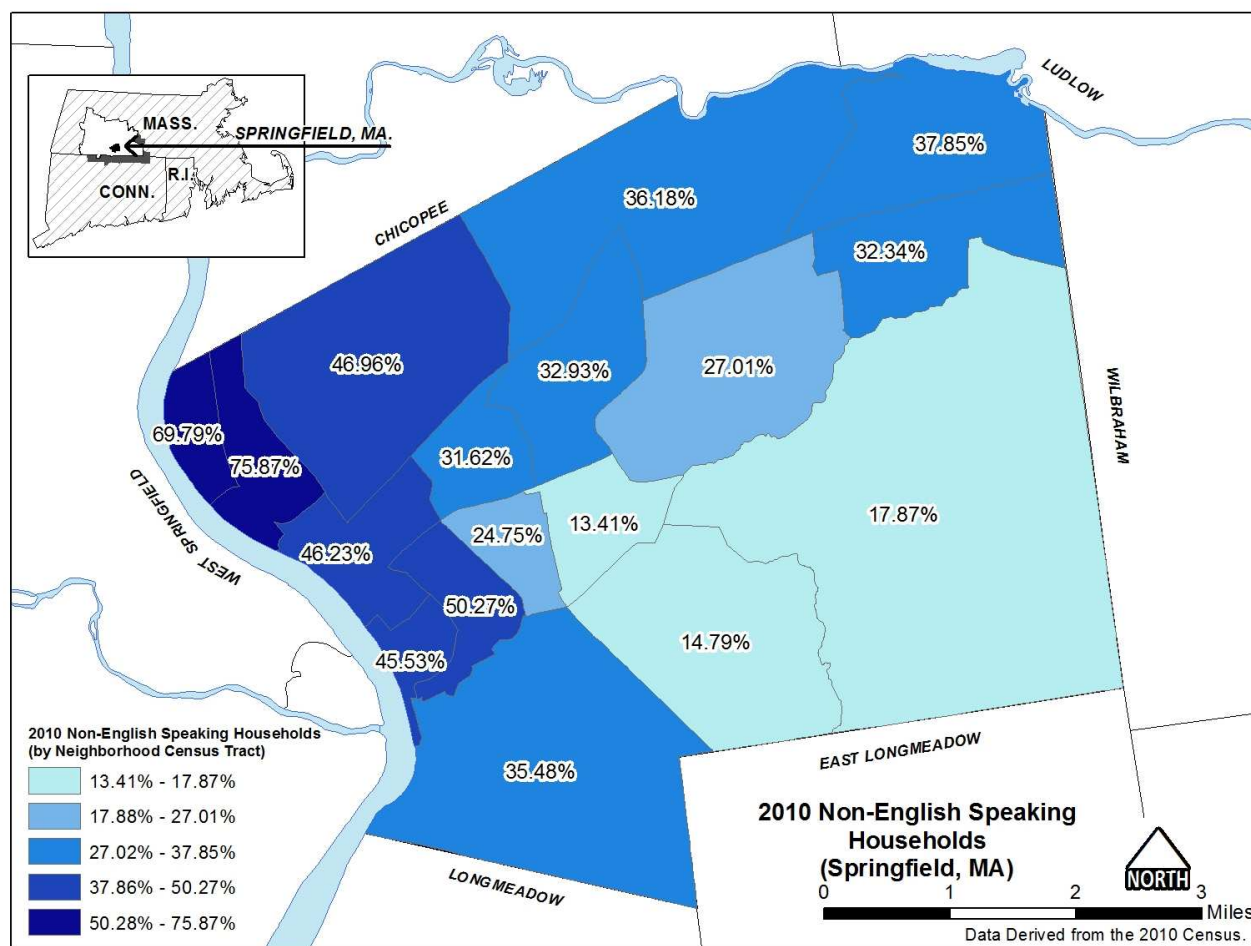 LUDLOW
MASS.
SPRINGFIELD, MA.
R.I.
CONN.
37.85%
36.18%
CHICOPEE
32.34%
46.96%
32.93%
27.01%
WILBRAHAM
69.79%
75.87%
31.62%
WEST SPRINGFIELD
13.41%
17.87%
24.75%
46.23%
50.27%
14.79%
45.53%
35.48%
EAST LONGMEADOW
LONGMEADOW
2010 Non-English Speaking Households
(by Neighborhood Census Tract)
13.41% - 17.87%
17.88% - 27.01%
27.02% - 37.85%
37.86% - 50.27%
50.28% - 75.87%
2010 Non-English Speaking
Households
(Springfield, MA)
NORTH
0 1 2 3
Miles
Data Derived from the 2010 Census.